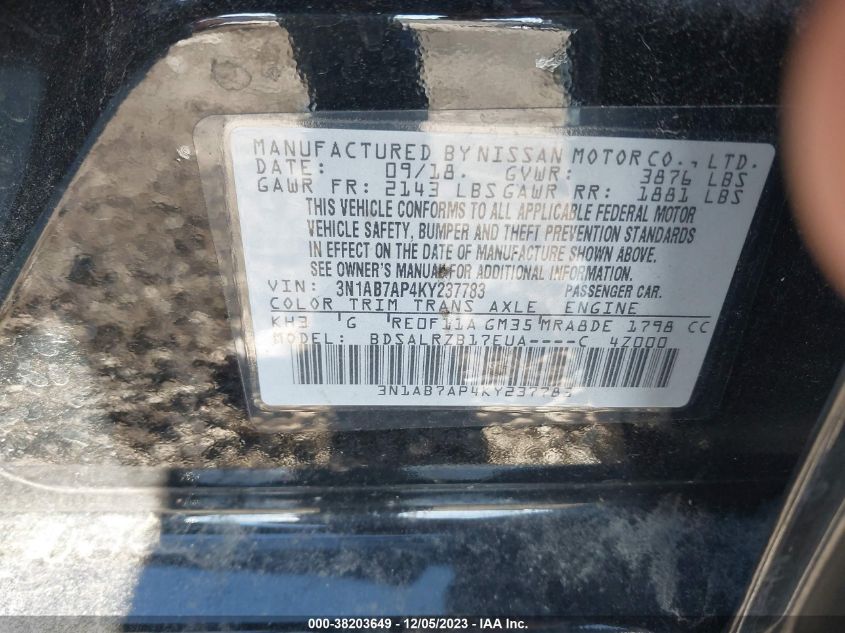 MANUFACTURED BY NISSAN MOTOR CO., LTD.
DATE: 09/18. GVWR: 3876 LBS
GAWR FR: 2143 LBS GAWR RR: 1881 LBS
THIS VEHICLE CONFORMS TO ALL APPLICABLE FEDERAL MOTOR
VEHICLE SAFETY, BUMPER AND THEFT PREVENTION STANDARDS
IN EFFECT ON THE DATE OF MANUFACTURE SHOWN ABOVE.
SEE OWNER'S MANUAL FOR ADDITIONAL INFORMATION.
VIN: 3N1AB7AP4KY237783 PASSENGER CAR.
COLOR TRIM TRANS AXLE ENGINE
KH3 G RE0F11A GM35 MRA8DE 1798 CC
MODEL: BDSALRZB17EUA----C 4Z000
3N1AB7AP4KY237783
000-38203649 - 12/05/2023 - IAA Inc.